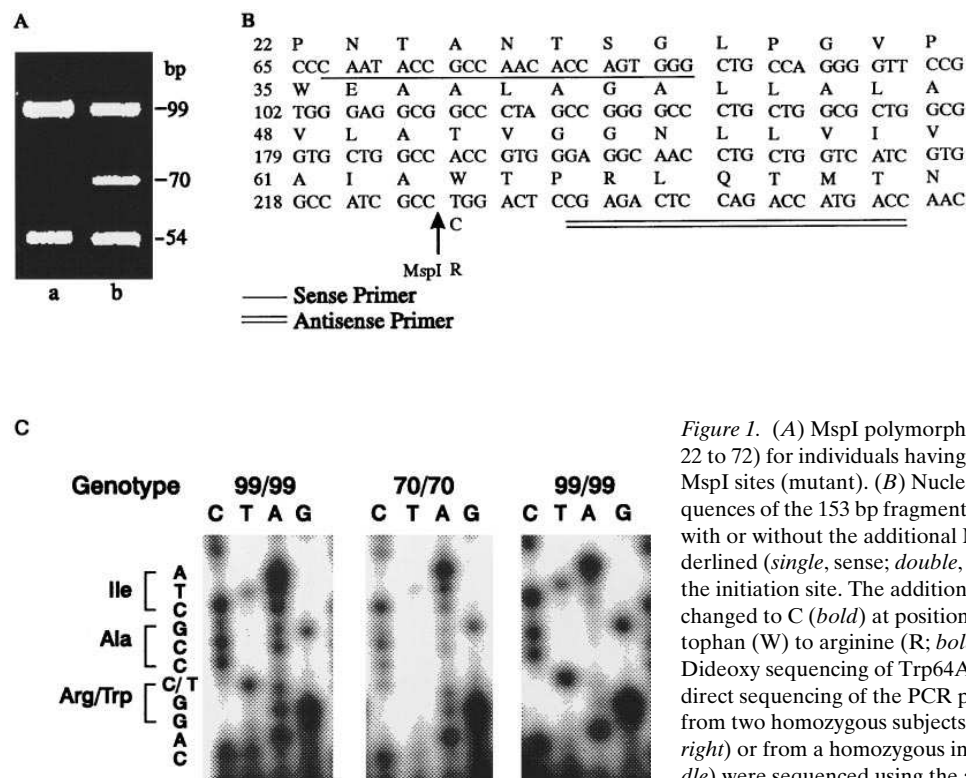 A
bp
-99
-70
-54
a b
B
22 P N T A N T S G L P G V P
65 CCC AAT ACC GCC AAC ACC AGT GGG CTG CCA GGG GTT CCG
35 W E A A L A G A L L A L A
102 TGG GAG GCG GCC CTA GCC GGG GCC CTG CTG GCG CTG GCG
48 V L A T V G G N L L V I V
179 GTG CTG GCC ACC GTG GGA GGC AAC CTG CTG GTC ATC GTG
61 A I A W T P R L Q T M T N
218 GCC ATC GCC TGG ACT CCG AGA CTC CAG ACC ATG ACC AAC
C
MspI R
Sense Primer
Antisense Primer
C
Genotype 99/99 70/70 99/99
C T A G C T A G C T A G
Ile A T C
Ala G C C
Arg/Trp C/T G G
A
C
Figure 1. (A) MspI polymorph
22 to 72) for individuals having
MspI sites (mutant). (B) Nucle
quences of the 153 bp fragment
with or without the additional M
derlined (single, sense; double,
the initiation site. The addition
changed to C (bold) at position
tophan (W) to arginine (R; bol
Dideoxy sequencing of Trp64A
direct sequencing of the PCR p
from two homozygous subjects
right) or from a homozygous in
dle) were sequenced using the